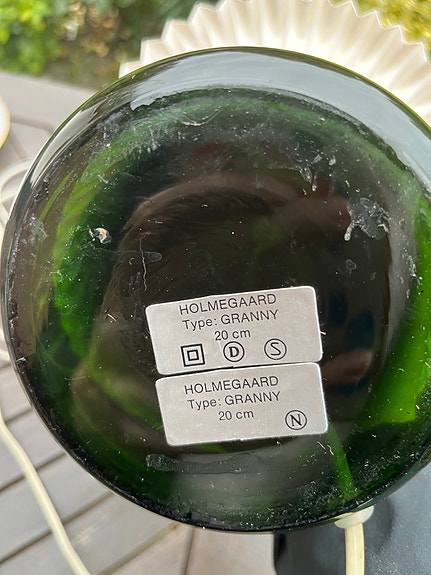 HOLMEGAARD
Type: GRANNY
20 cm
D S
HOLMEGAARD
Type: GRANNY
20 cm
N